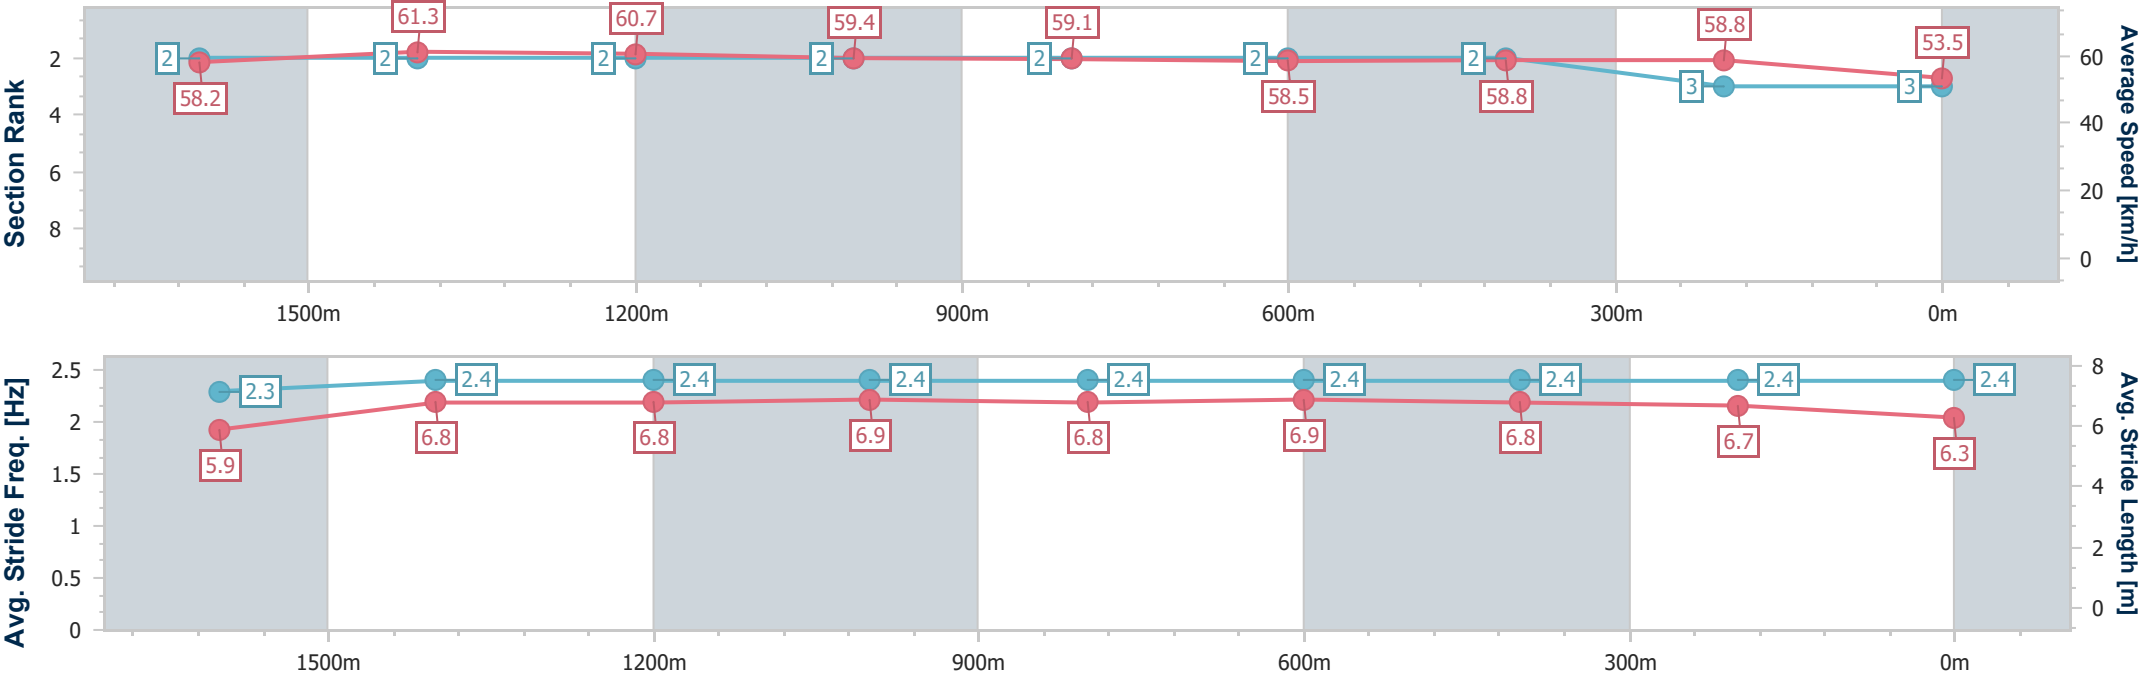 Section Rank
2
4
6
8
2 2 2 2 2 2 2 3 3
58.2 61.3 60.7 59.4 59.1 58.5 58.8 58.8 53.5
60
40
20
0
Average Speed [km/h]
1500m 1200m 900m 600m 300m 0m
Avg. Stride Freq. [Hz]
2.5
2
1.5
1
0.5
0
2.3 2.4 2.4 2.4 2.4 2.4 2.4 2.4 2.4
5.9 6.8 6.8 6.9 6.8 6.9 6.8 6.7 6.3
8
6
4
2
0
Avg. Stride Length [m]
1500m 1200m 900m 600m 300m 0m